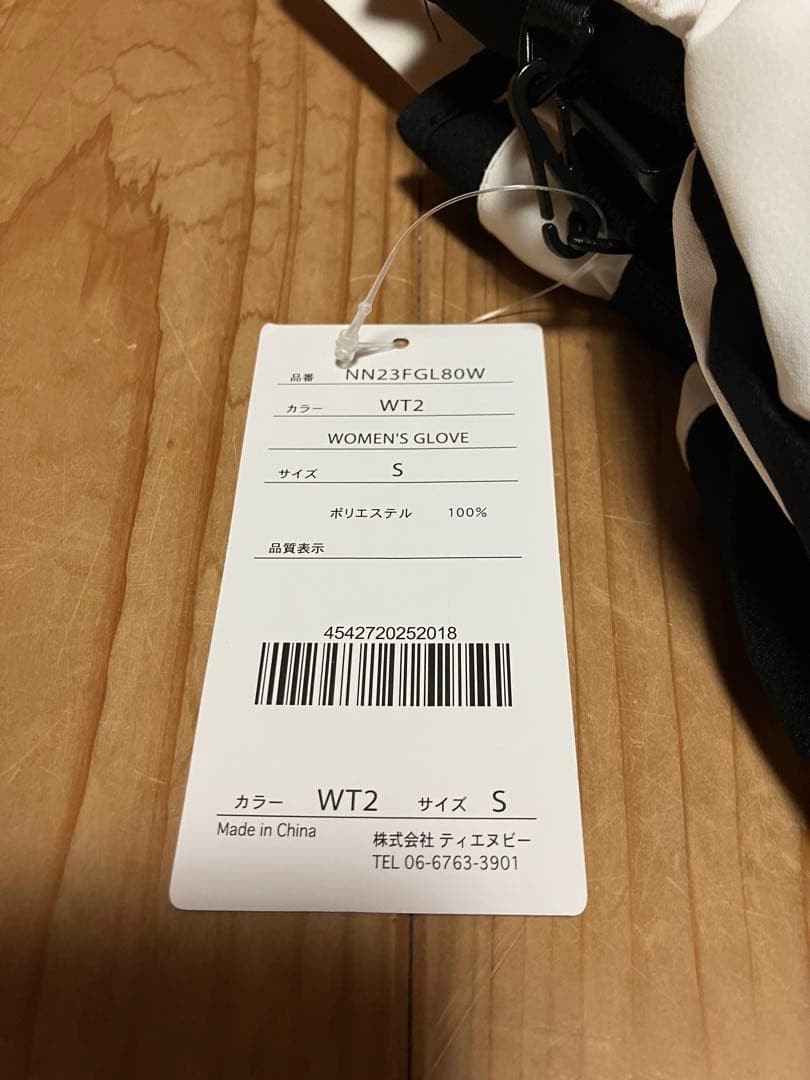 品番 NN23FGL80W
カラー WT2
WOMEN'S GLOVE
サイズ S
ポリエステル 100%
品質表示
4542720252018
カラー WT2 サイズ S
Made in China 株式会社 ティエヌビー
TEL 06-6763-3901